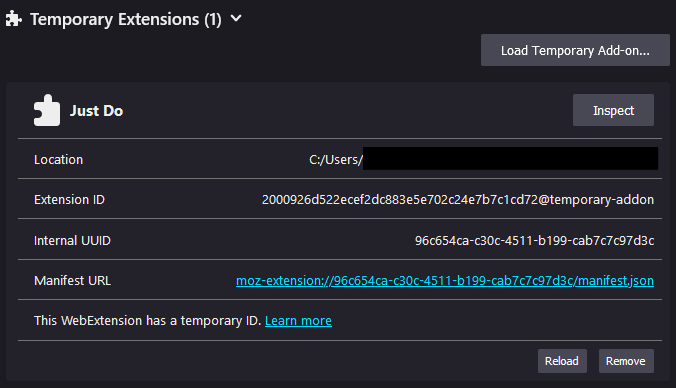 Temporary Extensions (1)
Load Temporary Add-on...
Just Do
Inspect
Location C:/Users/
Extension ID 2000926d522ecef2dc883e5e702c24e7b7c1cd72@temporary-addon
Internal UUID 96c654ca-c30c-4511-b199-cab7c7c97d3c
Manifest URL moz-extension://96c654ca-c30c-4511-b199-cab7c7c97d3c/manifest.json
This WebExtension has a temporary ID. Learn more
Reload Remove